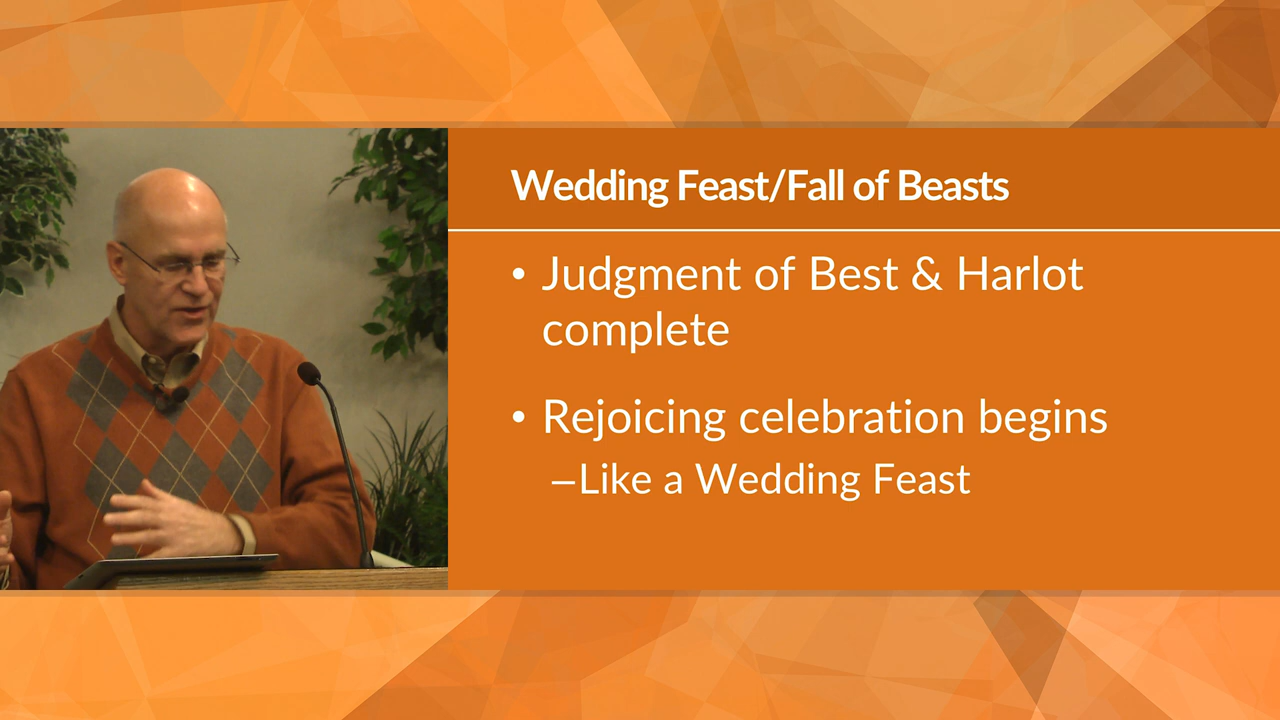 Wedding Feast/Fall of Beasts
• Judgment of Best & Harlot
complete
• Rejoicing celebration begins
–Like a Wedding Feast